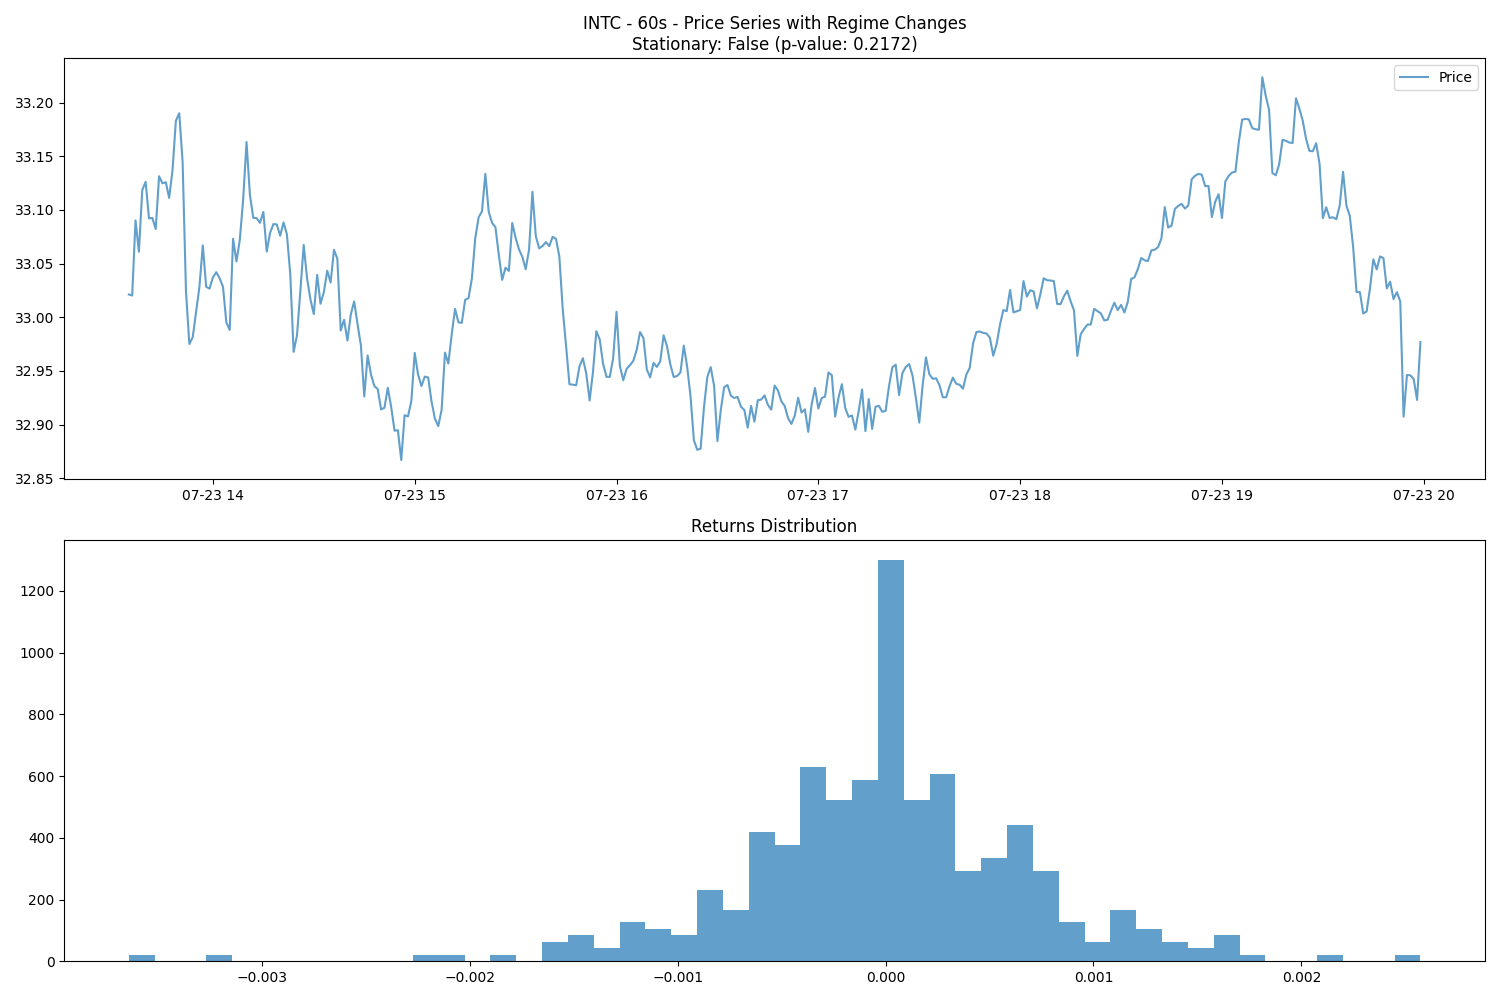 INTC - 60s - Price Series with Regime Changes
Stationary: False (p-value: 0.2172)
Price
33.20
33.15
33.10
33.05
33.00
32.95
32.90
32.85
07-23 14 07-23 15 07-23 16 07-23 17 07-23 18 07-23 19 07-23 20
Returns Distribution
1200
1000
800
600
400
200
0
−0.003 −0.002 −0.001 0.000 0.001 0.002